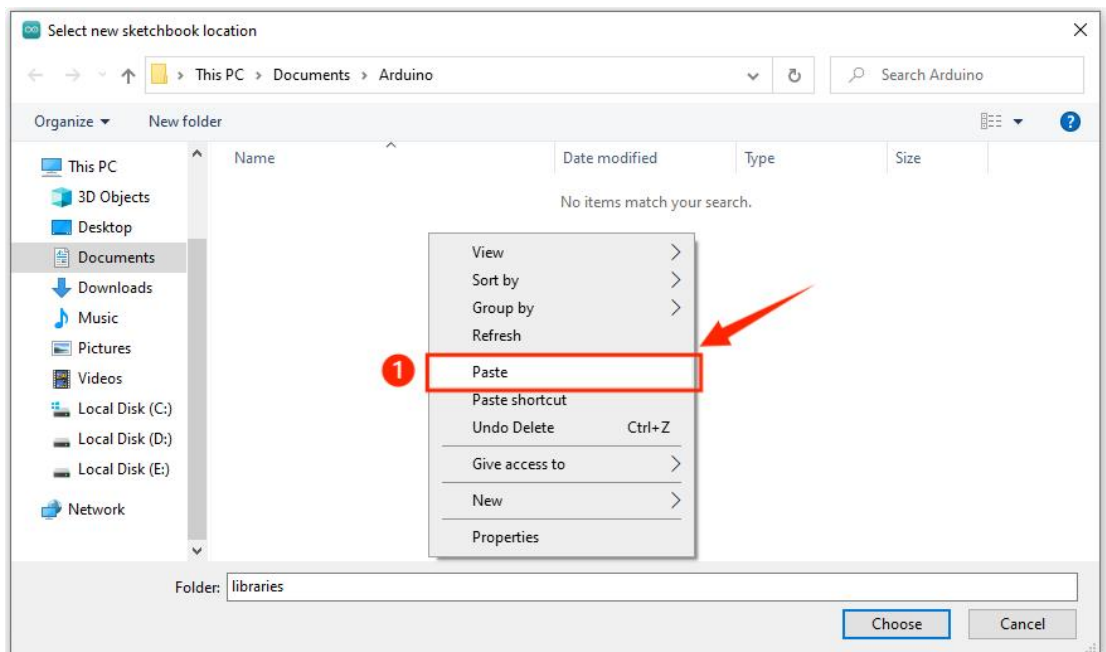 Select new sketchbook location
This PC > Documents > Arduino
Search Arduino
Organize
New folder
Name
Date modified
Type
Size
This PC
3D Objects
Desktop
Documents
Downloads
Music
Pictures
Videos
Local Disk (C:)
Local Disk (D:)
Local Disk (E:)
Network
No items match your search.
View
Sort by
Group by
Refresh
1
Paste
Paste shortcut
Undo Delete Ctrl+Z
Give access to
New
Properties
Folder: libraries
Choose
Cancel